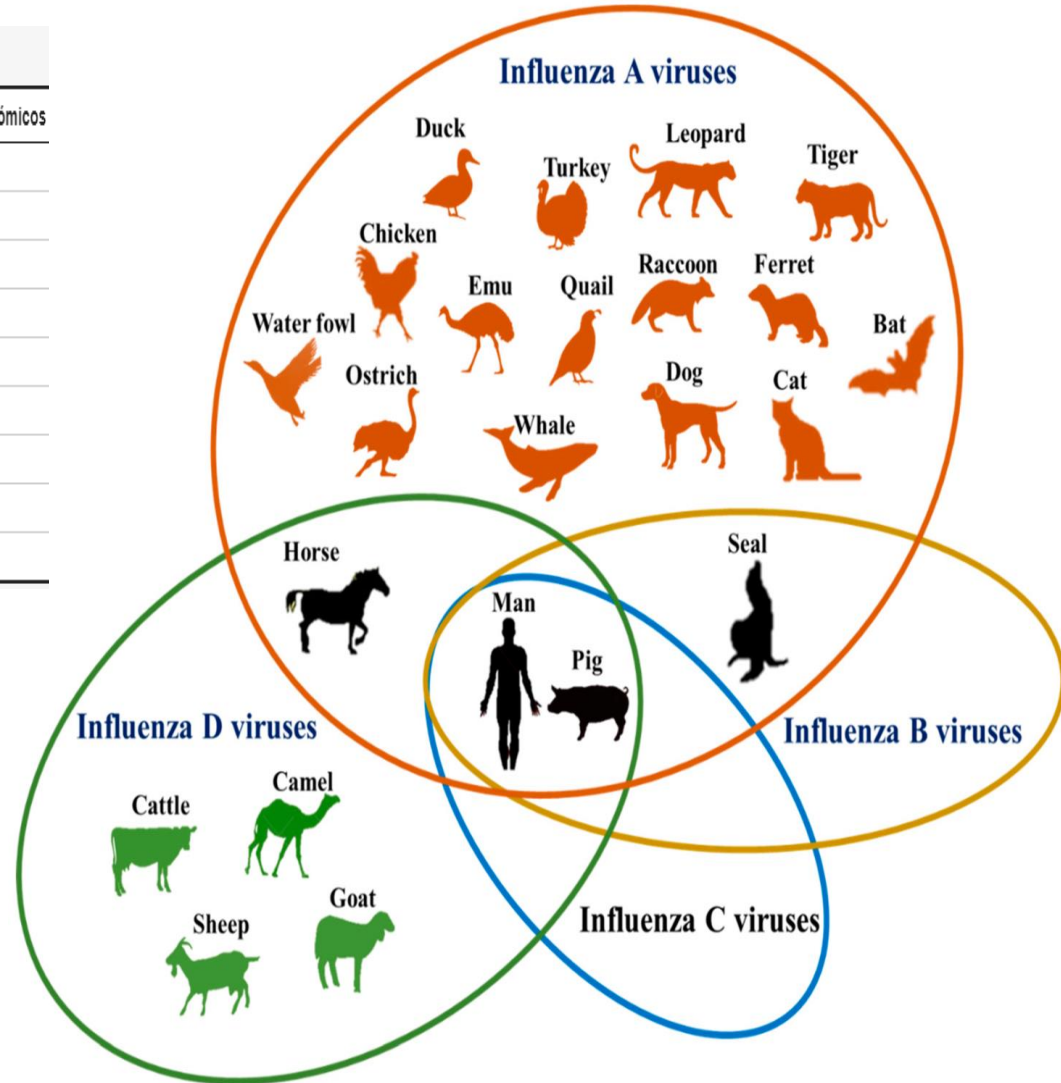 ómicos
Influenza A viruses
Duck
Leopard
Turkey
Tiger
Chicken
Emu
Quail
Raccoon
Ferret
Water fowl
Bat
Ostrich
Dog
Cat
Whale
Horse
Seal
Man
Pig
Influenza D viruses
Influenza B viruses
Camel
Cattle
Goat
Sheep
Influenza C viruses